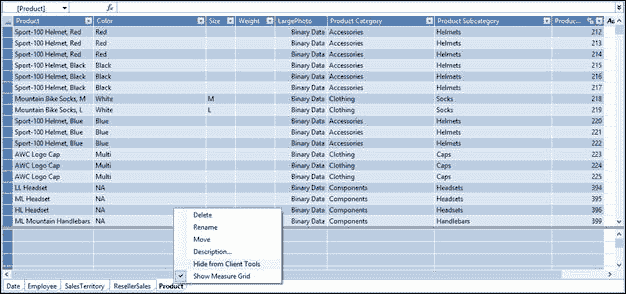 [Product]
Product Color Size Weight LargePhoto Product Category Product Subcategory Produc... Ac
Sport-100 Helmet, Red Red Binary Data Accessories Helmets 212
Sport-100 Helmet, Red Red Binary Data Accessories Helmets 213
Sport-100 Helmet, Red Red Binary Data Accessories Helmets 214
Sport-100 Helmet, Black Black Binary Data Accessories Helmets 215
Sport-100 Helmet, Black Black Binary Data Accessories Helmets 216
Sport-100 Helmet, Black Black Binary Data Accessories Helmets 217
Mountain Bike Socks, M White M Binary Data Clothing Socks 218
Mountain Bike Socks, L White L Binary Data Clothing Socks 219
Sport-100 Helmet, Blue Blue Binary Data Accessories Helmets 220
Sport-100 Helmet, Blue Blue Binary Data Accessories Helmets 221
Sport-100 Helmet, Blue Blue Binary Data Accessories Helmets 222
AWC Logo Cap Multi Binary Data Clothing Caps 223
AWC Logo Cap Multi Binary Data Clothing Caps 224
AWC Logo Cap Multi Binary Data Clothing Caps 225
LL Headset NA Binary Data Components Headsets 394
ML Headset NA Binary Data Components Headsets 395
HL Headset NA Binary Data Components Headsets 396
ML Mountain Handlebars NA Binary Data Components Handlebars 399
Delete
Rename
Move
Description...
Hide from Client Tools
Show Measure Grid
Date Employee SalesTerritory ResellerSales Product